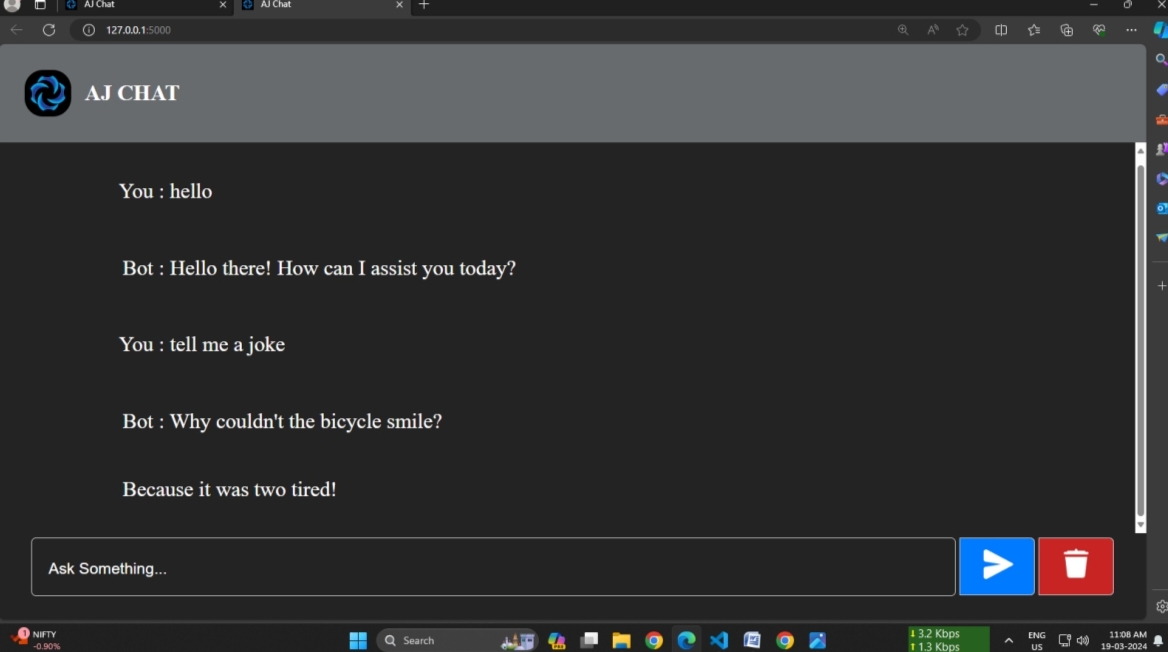 AJ Chat
AJ Chat
127.0.0.1:5000
AJ CHAT
You : hello
Bot : Hello there! How can I assist you today?
You : tell me a joke
Bot : Why couldn't the bicycle smile?
Because it was two tired!
Ask Something...
1
NIFTY
-0.90%
Search
3.2 Kbps
1.3 Kbps
ENG
US
11:08 AM
19-03-2024